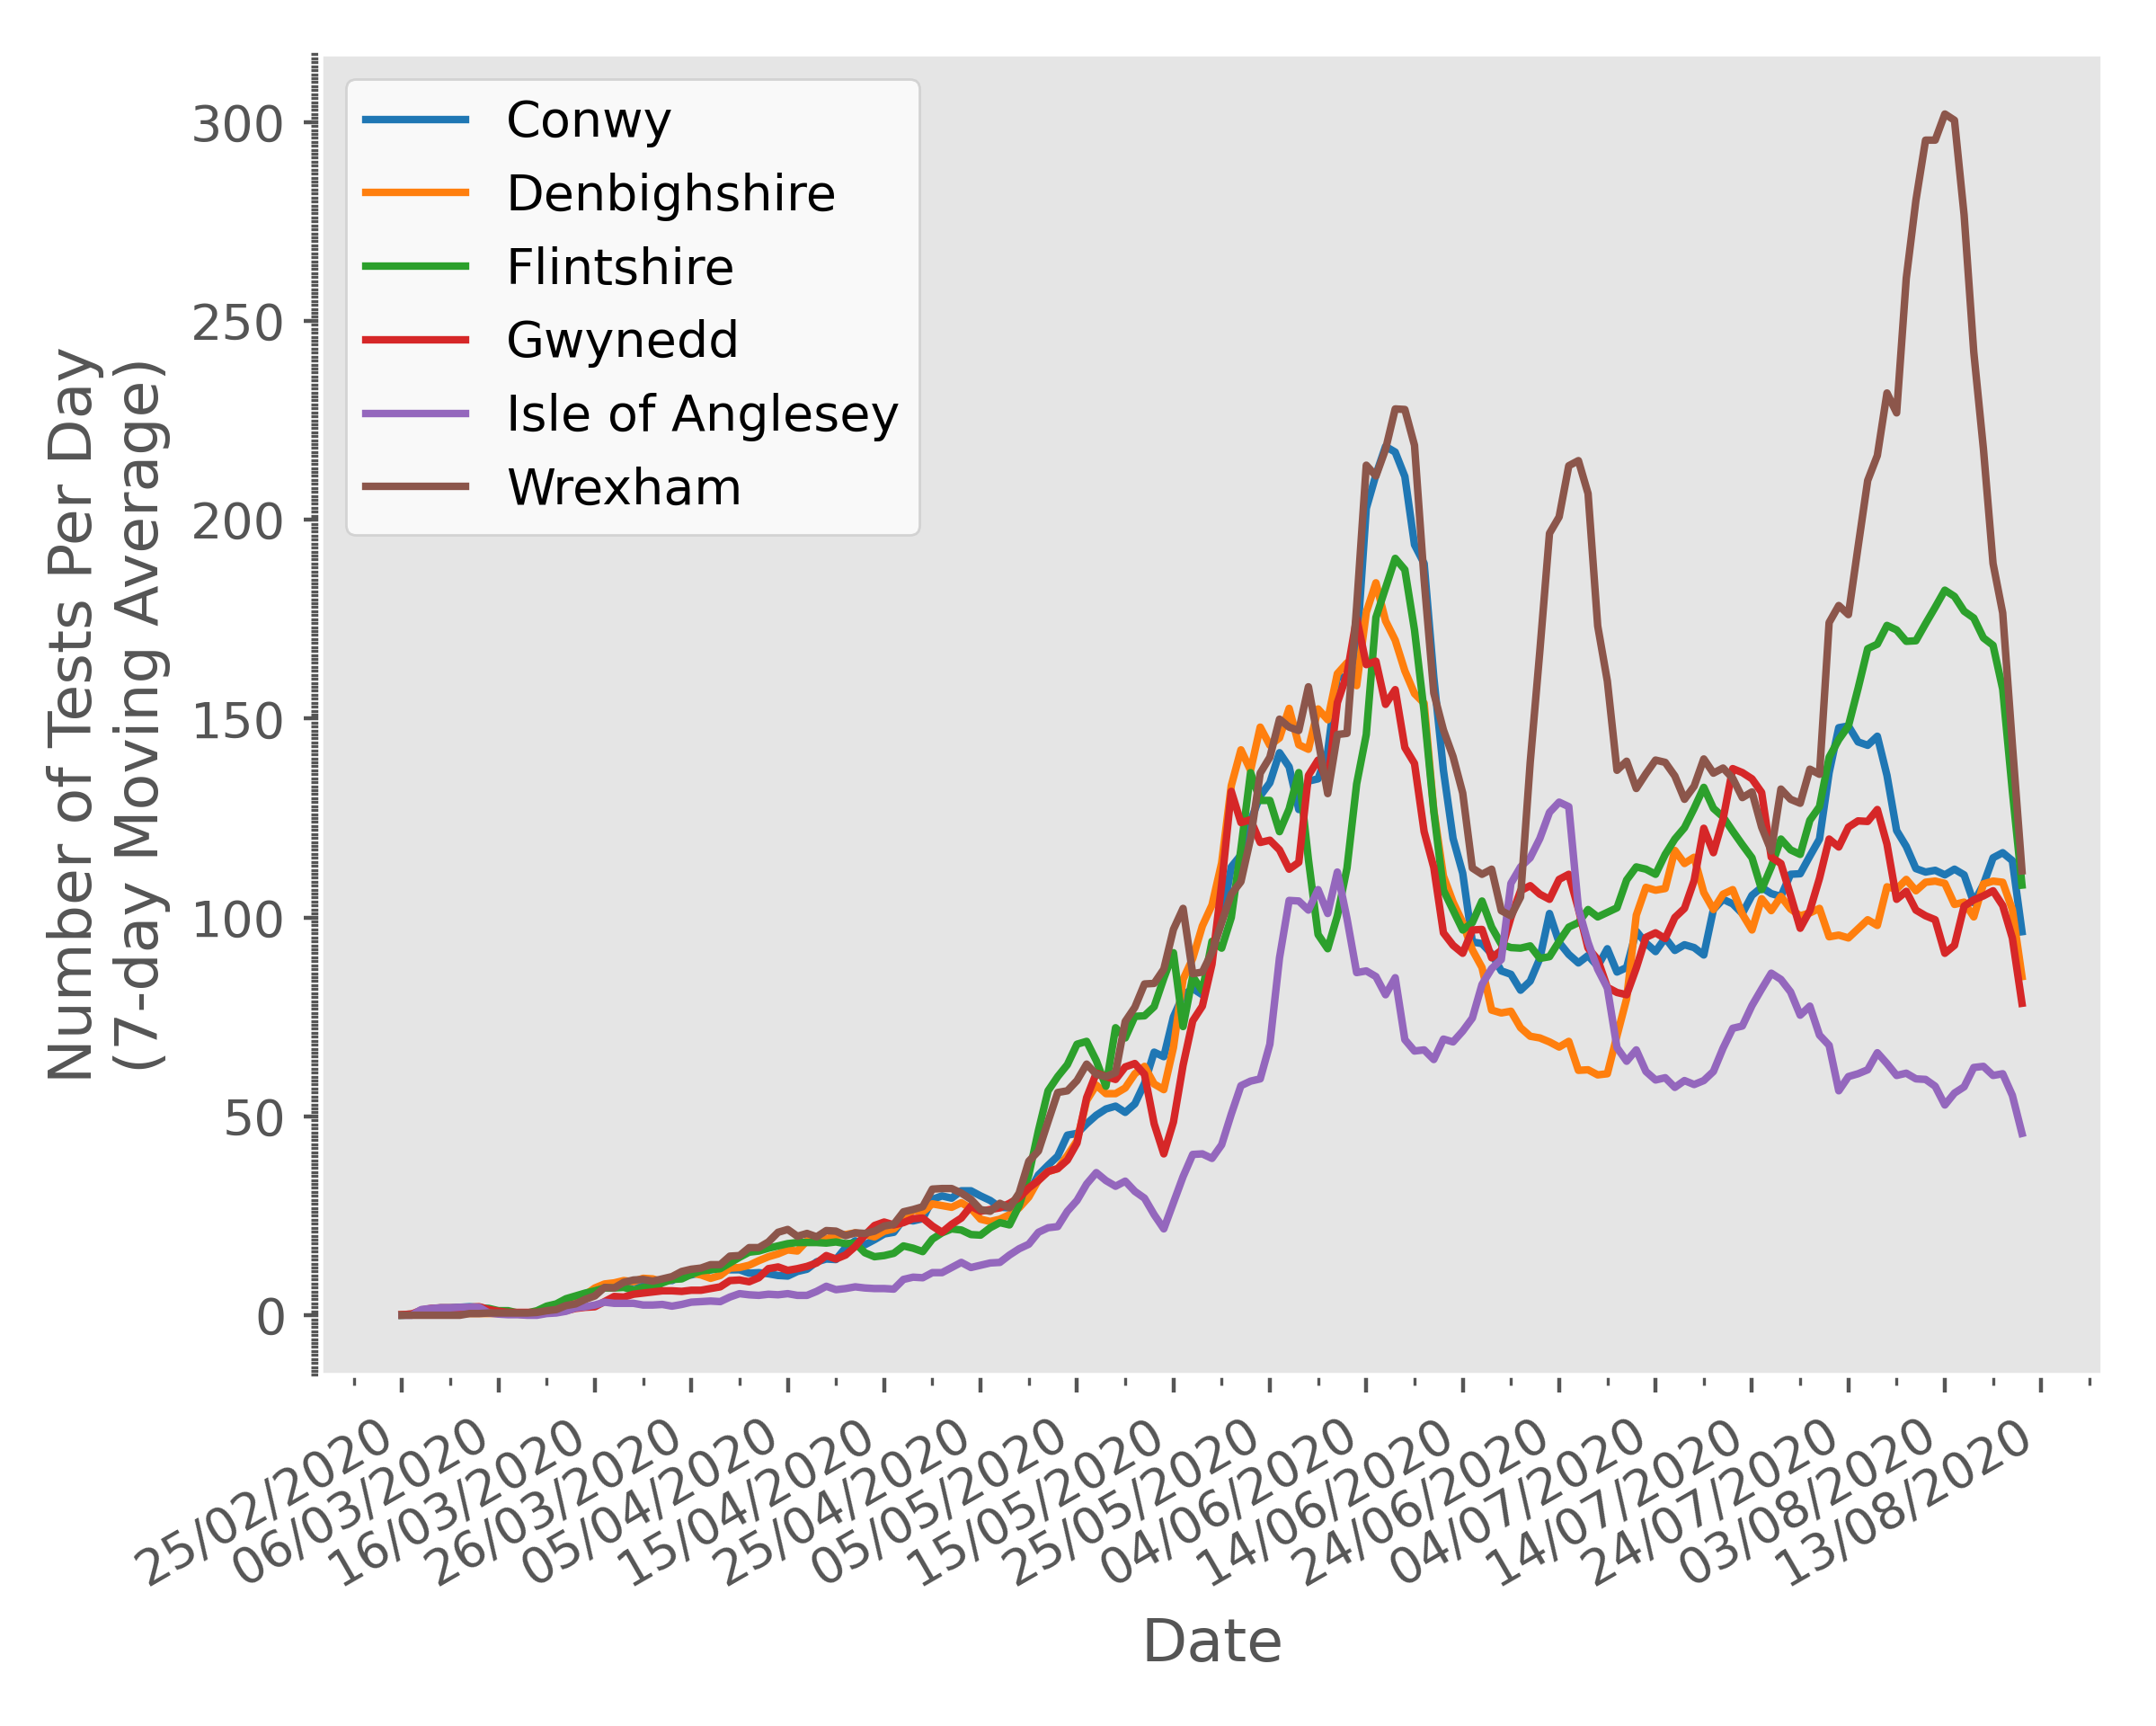 Number of Tests Per Day
(7-day Moving Average)
300
250
200
150
100
50
0
Conwy
Denbighshire
Flintshire
Gwynedd
Isle of Anglesey
Wrexham
25/02/2020
06/03/2020
16/03/2020
26/03/2020
05/04/2020
15/04/2020
25/04/2020
05/05/2020
15/05/2020
25/05/2020
04/06/2020
14/06/2020
24/06/2020
04/07/2020
14/07/2020
24/07/2020
03/08/2020
13/08/2020
Date